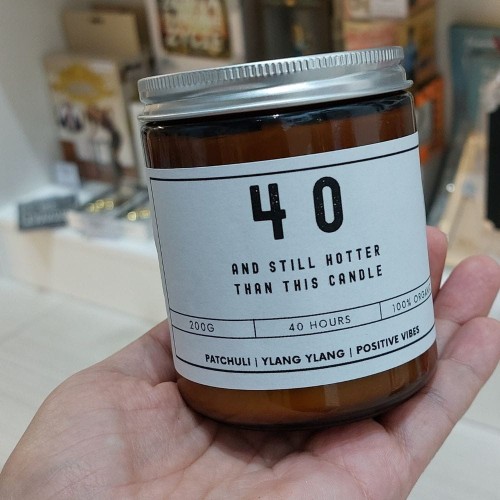 40
AND STILL HOTTER
THAN THIS CANDLE
200G
40 HOURS
100% ORGANIC
PATCHULI | YLANG YLANG | POSITIVE VIBES